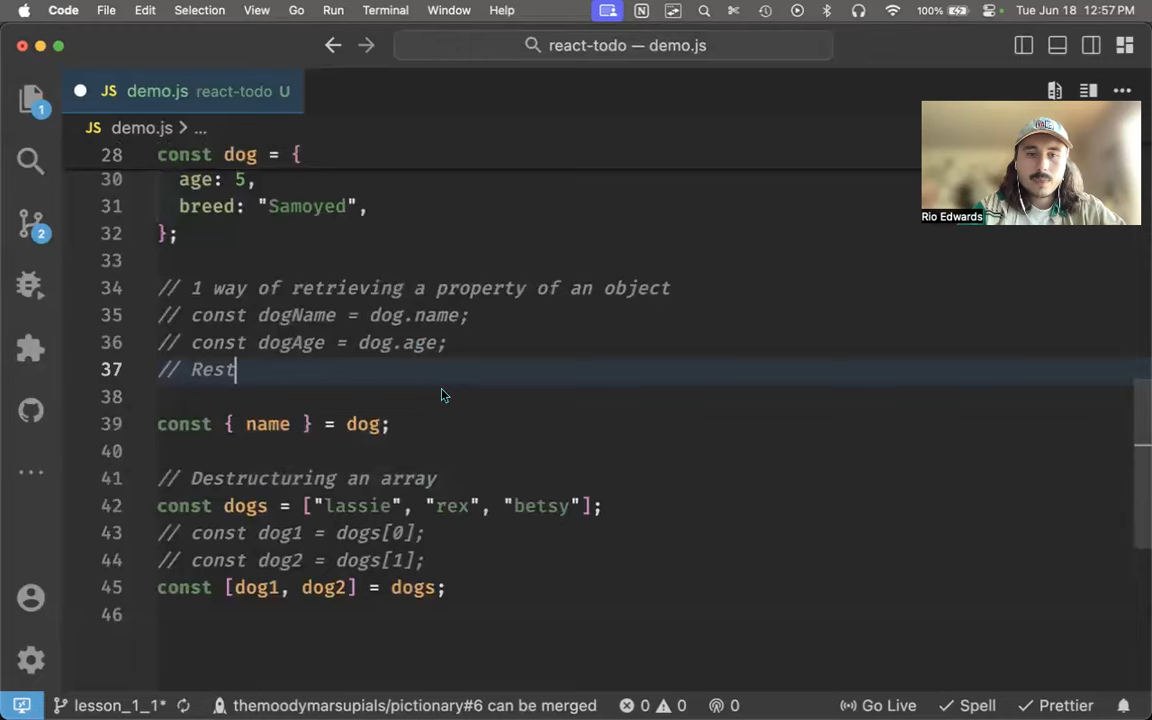 Code File Edit Selection View Go Run Terminal Window Help 100% Tue Jun 18 12:57 PM
react-todo — demo.js
JS demo.js react-todo U
1
JS demo.js > ...
28 const dog = {
30 age: 5,
31 breed: "Samoyed",
32 };
33
34 // 1 way of retrieving a property of an object
35 // const dogName = dog.name;
36 // const dogAge = dog.age;
37 // Rest
38
39 const { name } = dog;
40
41 // Destructuring an array
42 const dogs = ["lassie", "rex", "betsy"];
43 // const dog1 = dogs[0];
44 // const dog2 = dogs[1];
45 const [dog1, dog2] = dogs;
46
2
Rio Edwards
lesson_1_1* themoodymarsupials/pictionary#6 can be merged 0 0 0 Go Live Spell Prettier